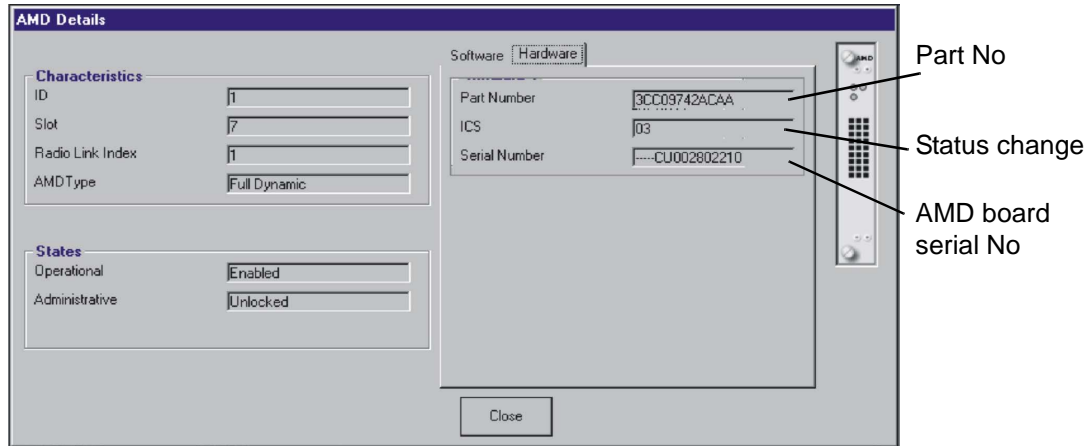 AMD Details
Characteristics
ID 1
Slot 7
Radio Link Index 1
AMDType Full Dynamic
States
Operational Enabled
Administrative Unlocked
Software Hardware
Part Number 3CC09742ACAA
ICS 03
Serial Number ----CU002802210
Close
AMD
Part No
Status change
AMD board
serial No